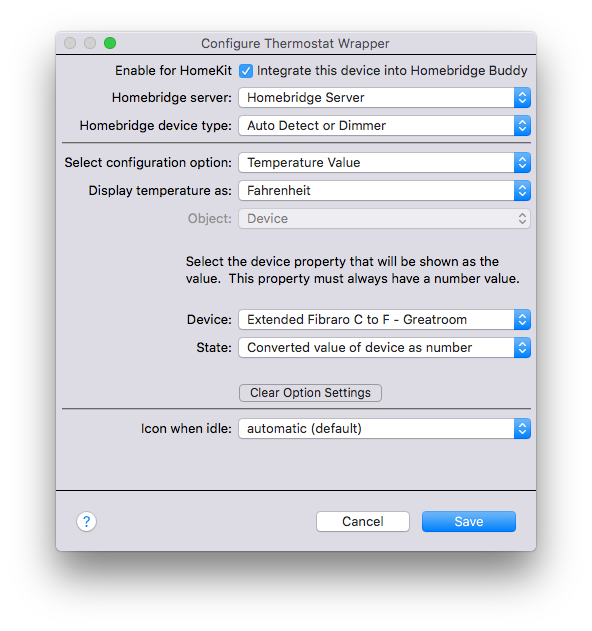 Configure Thermostat Wrapper
Enable for HomeKit Integrate this device into Homebridge Buddy
Homebridge server: Homebridge Server
Homebridge device type: Auto Detect or Dimmer
Select configuration option: Temperature Value
Display temperature as: Fahrenheit
Object: Device
Select the device property that will be shown as the
value.  This property must always have a number value.
Device: Extended Fibraro C to F - Greatroom
State: Converted value of device as number
Clear Option Settings
Icon when idle: automatic (default)
? Cancel Save